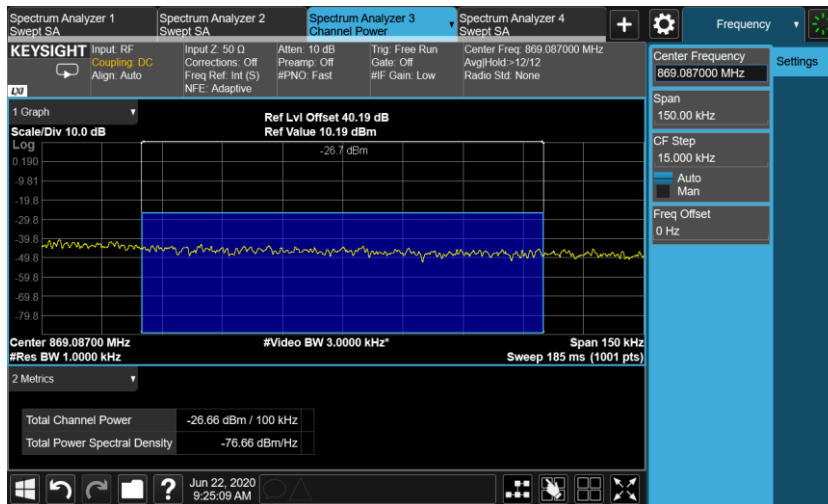 Spectrum Analyzer 1
Swept SA
Spectrum Analyzer 2
Swept SA
Spectrum Analyzer 3
Channel Power
Spectrum Analyzer 4
Swept SA
+
Frequency
KEYSIGHT
LXI
Input: RF
Coupling: DC
Align: Auto
Input Z: 50 Ω
Corrections: Off
Freq Ref: Int (S)
NFE: Adaptive
Atten: 10 dB
Preamp: Off
#PNO: Fast
Trig: Free Run
Gate: Off
#IF Gain: Low
Center Freq: 869.087000 MHz
Avg|Hold:>12/12
Radio Std: None
Center Frequency
869.087000 MHz
Settings
Span
150.00 kHz
CF Step
15.000 kHz
Auto
Man
Freq Offset
0 Hz
1 Graph
Scale/Div 10.0 dB
Ref Lvl Offset 40.19 dB
Ref Value 10.19 dBm
Log
-26.7 dBm
0.190
-9.81
-19.8
-29.8
-39.8
-49.8
-59.8
-69.8
-79.8
Center 869.08700 MHz
#Video BW 3.0000 kHz*
Span 150 kHz
#Res BW 1.0000 kHz
Sweep 185 ms (1001 pts)
2 Metrics
Total Channel Power -26.66 dBm / 100 kHz
Total Power Spectral Density -76.66 dBm/Hz
?
Jun 22, 2020
9:25:09 AM